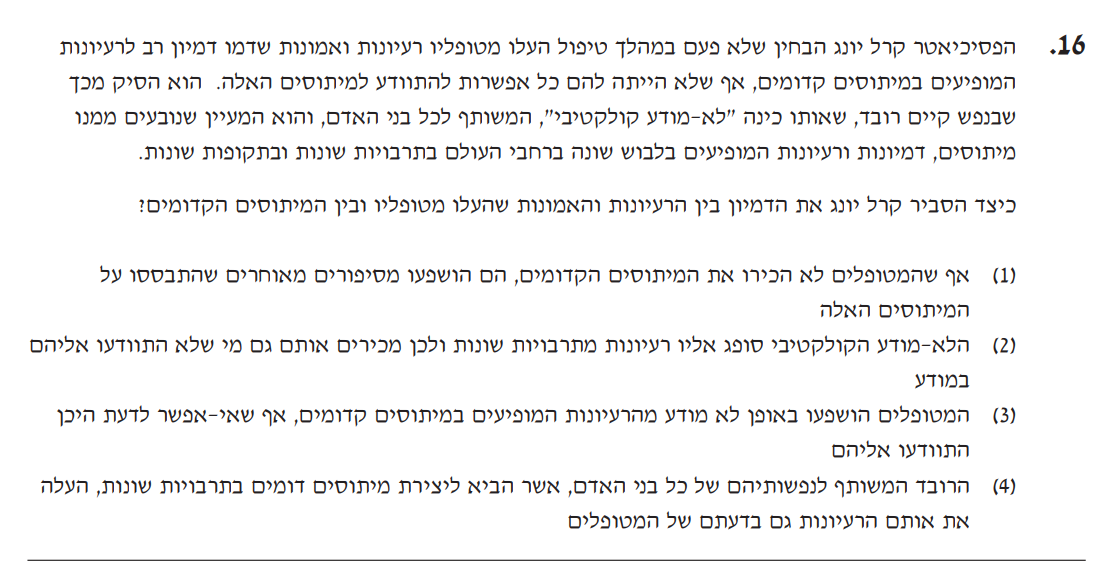 16. הפסיכיאטר קרל יונג הבחין שלא פעם במהלך טיפול העלו מטופליו רעיונות ואמונות שדמו דמיון רב לרעיונות
המופיעים במיתוסים קדומים, אף שלא הייתה להם כל אפשרות להתוודע למיתוסים האלה. הוא הסיק מכך
שבנפש קיים רובד, שאותו כינה "לא-מודע קולקטיבי", המשותף לכל בני האדם, והוא המעיין שנובעים ממנו
מיתוסים, דמיונות ורעיונות המופיעים בלבוש שונה ברחבי העולם בתרבויות שונות ובתקופות שונות.
כיצד הסביר קרל יונג את הדמיון בין הרעיונות והאמונות שהעלו מטופליו ובין המיתוסים הקדומים?
(1) אף שהמטופלים לא הכירו את המיתוסים הקדומים, הם הושפעו מסיפורים מאוחרים שהתבססו על
המיתוסים האלה
(2) הלא-מודע הקולקטיבי סופג אליו רעיונות מתרבויות שונות ולכן מכירים אותם גם מי שלא התוודעו אליהם
במודע
(3) המטופלים הושפעו באופן לא מודע מהרעיונות המופיעים במיתוסים קדומים, אף שאי-אפשר לדעת היכן
התוודעו אליהם
(4) הרובד המשותף לנפשותיהם של כל בני האדם, אשר הביא ליצירת מיתוסים דומים בתרבויות שונות, העלה
את אותם הרעיונות גם בדעתם של המטופלים